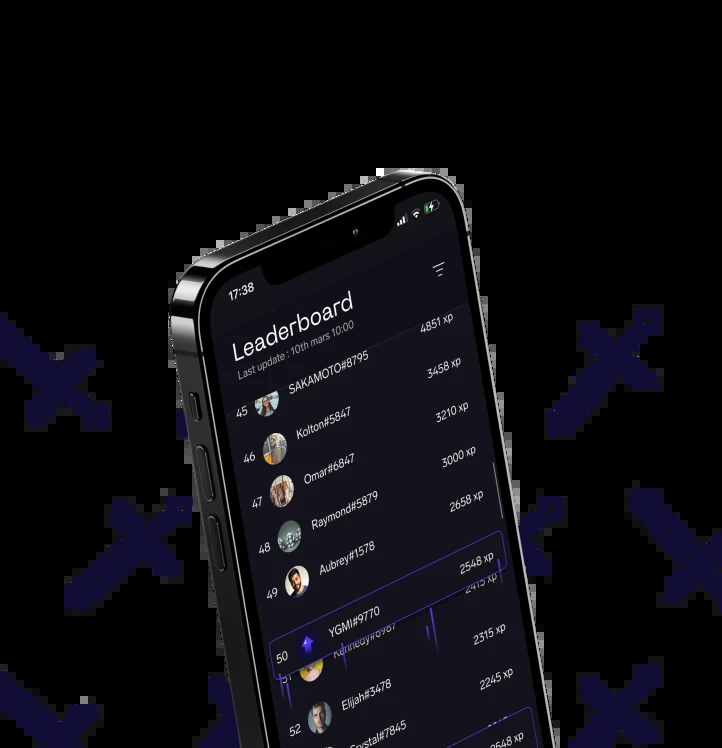 17:38
Leaderboard
Last update : 10th mars 10:00
45 SAKAMOTO#8795 4851 xp
46 Kolton#5847 3458 xp
47 Omar#6847 3210 xp
48 Raymond#5879 3000 xp
49 Aubrey#1578 2658 xp
50 YGMI#9770 2548 xp
51 Kennedy#6987 2415 xp
52 Elijah#3478 2315 xp
Crystal#7845 2245 xp
2548 xp